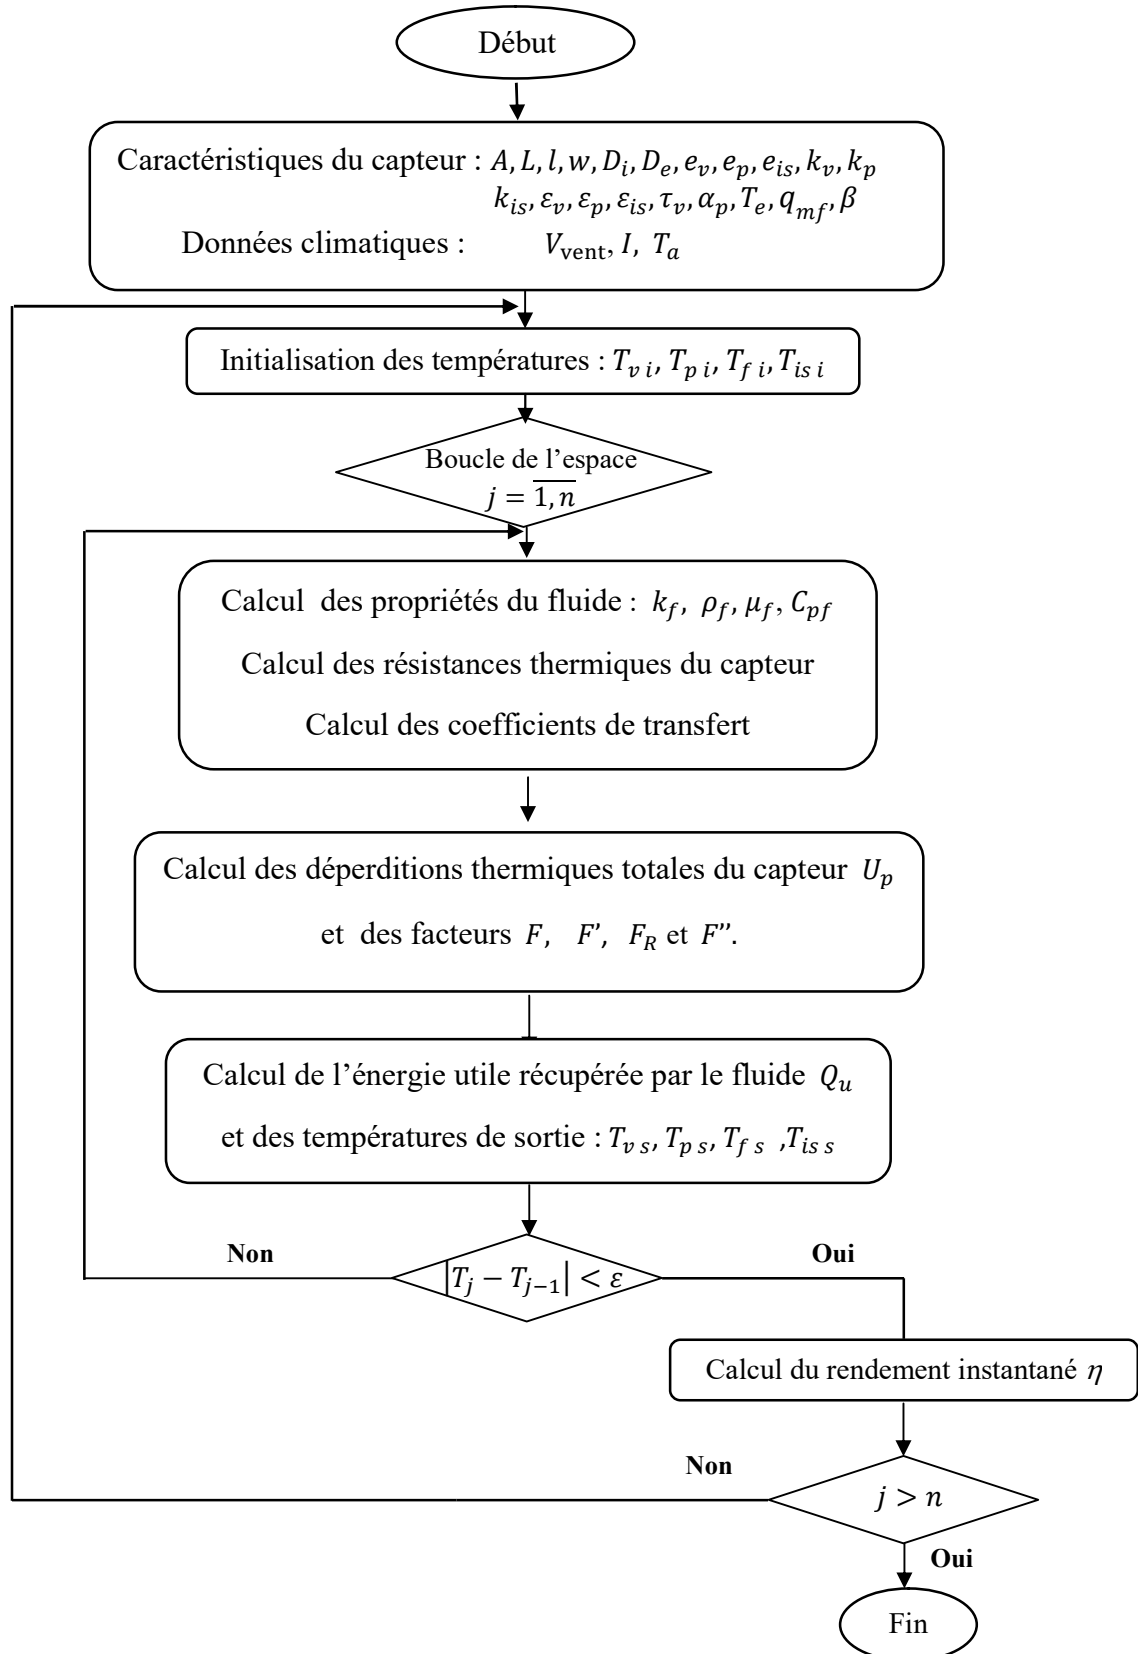 Début
Caractéristiques du capteur : A, L, l, w, D_i, D_e, e_v, e_p, e_is, k_v, k_p
k_is, ε_v, ε_p, ε_is, τ_v, α_p, T_e, q_mf, β
Données climatiques : V_vent, I, T_a
Initialisation des températures : T_v i, T_p i, T_f i, T_is i
Boucle de l’espace
j = \overline{1, n}
Calcul des propriétés du fluide : k_f, ρ_f, μ_f, C_pf
Calcul des résistances thermiques du capteur
Calcul des coefficients de transfert
Calcul des déperditions thermiques totales du capteur U_p
et des facteurs F, F’, F_R et F’’.
Calcul de l’énergie utile récupérée par le fluide Q_u
et des températures de sortie : T_v s, T_p s, T_f s ,T_is s
Non
Oui
|T_j − T_{j−1}| < ε
Calcul du rendement instantané η
Non
j > n
Oui
Fin